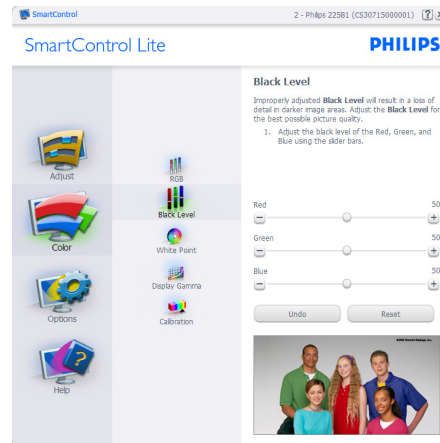 SmartControl
2 - Philips 225B1 (CS30715000001)
?
SmartControl Lite
PHILIPS
Adjust
Color
Options
Help
RGB
Black Level
White Point
Display Gamma
Calibration
Black Level
Improperly adjusted Black Level will result in a loss of
detail in darker image areas. Adjust the Black Level for
the best possible picture quality.
1. Adjust the black level of the Red, Green, and
Blue using the slider bars.
Red 50
Green 50
Blue 50
Undo
Reset